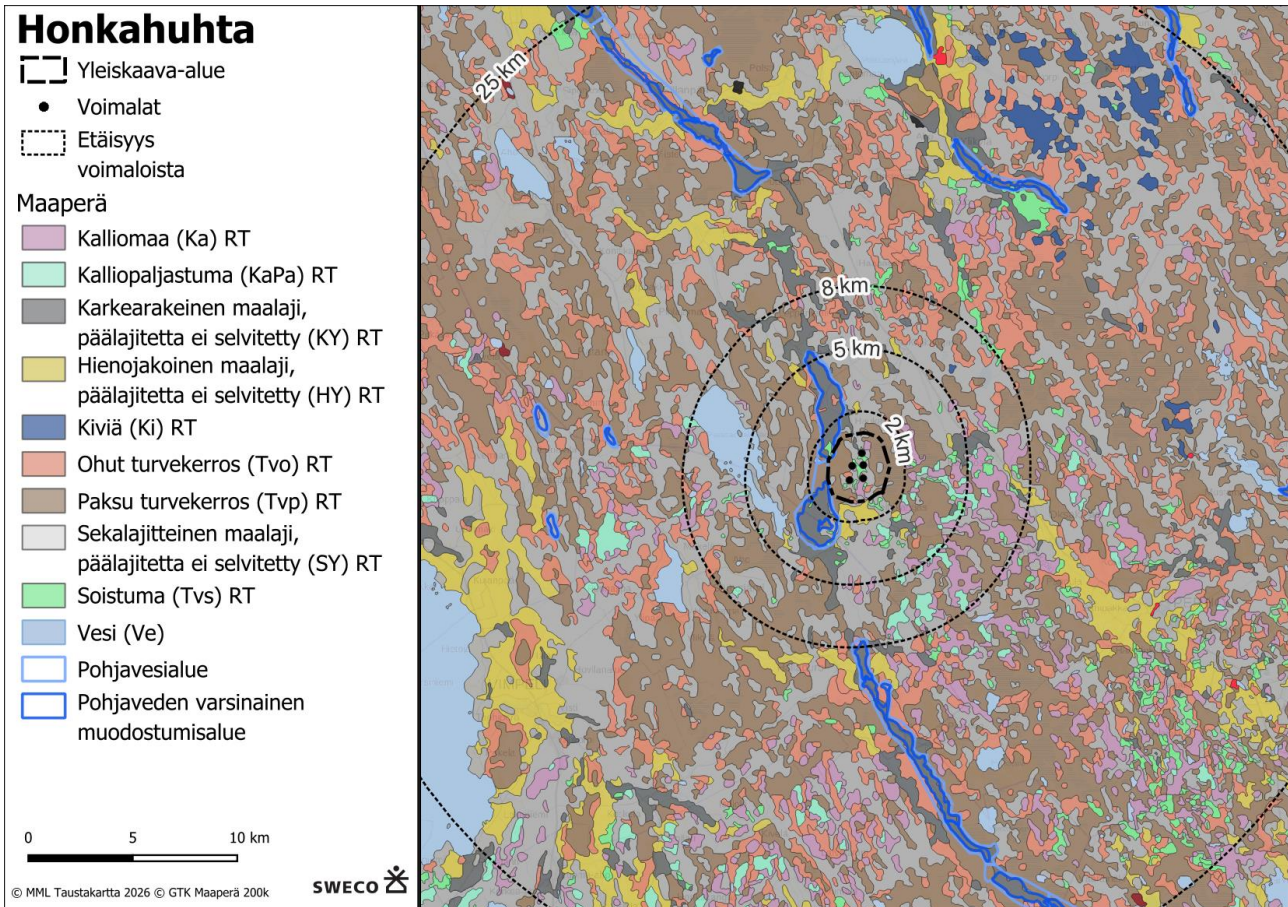 Honkahuhta
Yleiskaava-alue
Voimalat
Etäisyys
voimaloista
Maaperä
Kalliomaa (Ka) RT
Kalliopaljastuma (KaPa) RT
Karkearakeinen maalaji,
päälajitetta ei selvitetty (KY) RT
Hienojakoinen maalaji,
päälajitetta ei selvitetty (HY) RT
Kiviä (Ki) RT
Ohut turvekerros (Tvo) RT
Paksu turvekerros (Tvp) RT
Sekalajitteinen maalaji,
päälajitetta ei selvitetty (SY) RT
Soistuma (Tvs) RT
Vesi (Ve)
Pohjavesialue
Pohjaveden varsinainen
muodostumisalue
0 5 10 km
© MML Taustakartta 2026 © GTK Maaperä 200k
SWECO
25 km
8 km
5 km
2 km